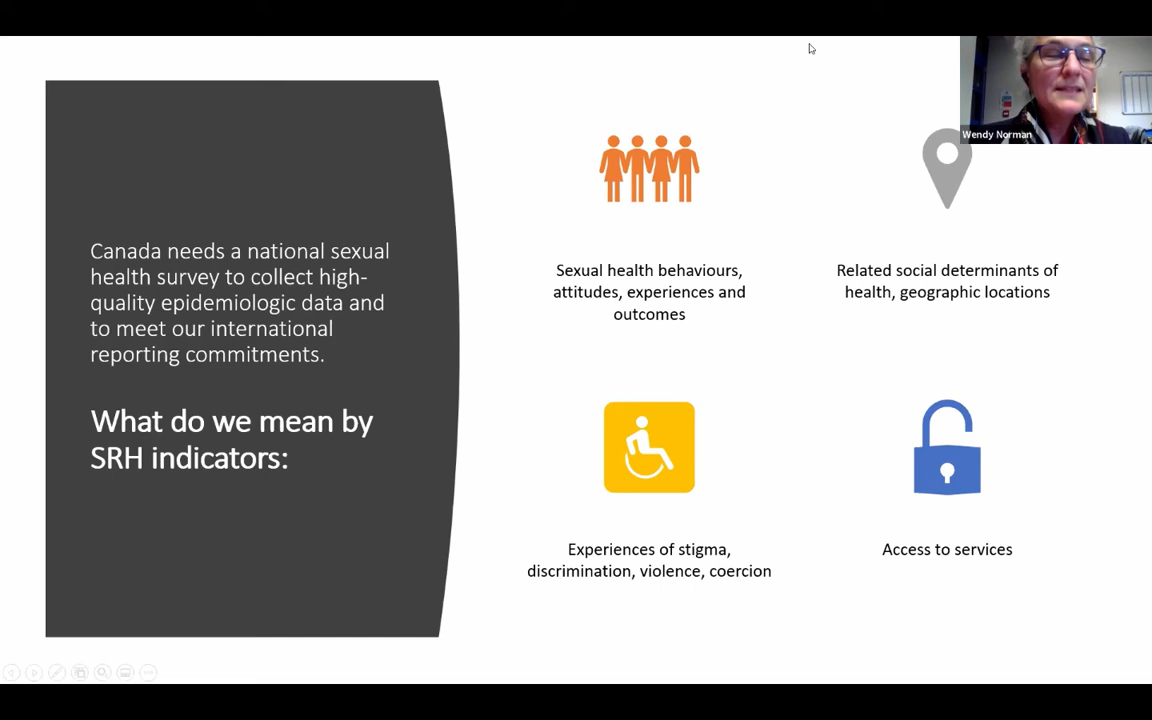 Wendy Norman
Canada needs a national sexual
health survey to collect high-
quality epidemiologic data and
to meet our international
reporting commitments.
What do we mean by
SRH indicators:
Sexual health behaviours,
attitudes, experiences and
outcomes
Related social determinants of
health, geographic locations
Experiences of stigma,
discrimination, violence, coercion
Access to services